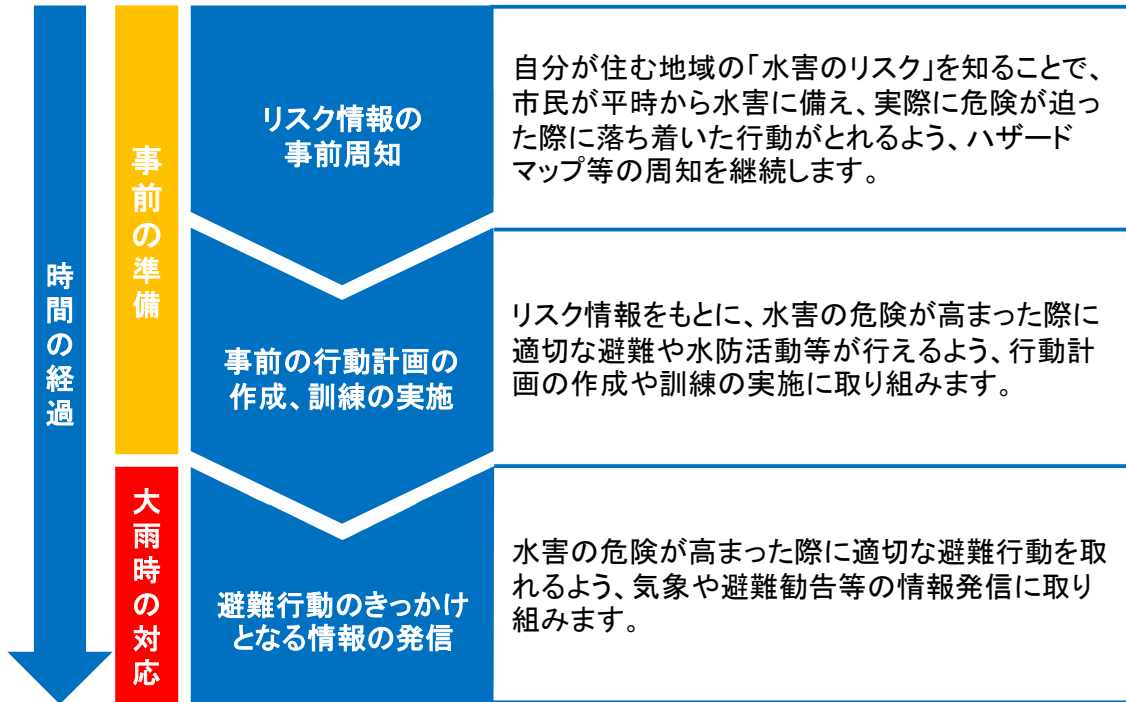 時間の経過
事前の準備
リスク情報の
事前周知
自分が住む地域の「水害のリスク」を知ることで、
市民が平時から水害に備え、実際に危険が迫っ
た際に落ち着いた行動がとれるよう、ハザード
マップ等の周知を継続します。
事前の行動計画の
作成、訓練の実施
リスク情報をもとに、水害の危険が高まった際に
適切な避難や水防活動等が行えるよう、行動計
画の作成や訓練の実施に取り組みます。
大雨時の対応
避難行動のきっかけ
となる情報の発信
水害の危険が高まった際に適切な避難行動を取
れるよう、気象や避難勧告等の情報発信に取り
組みます。